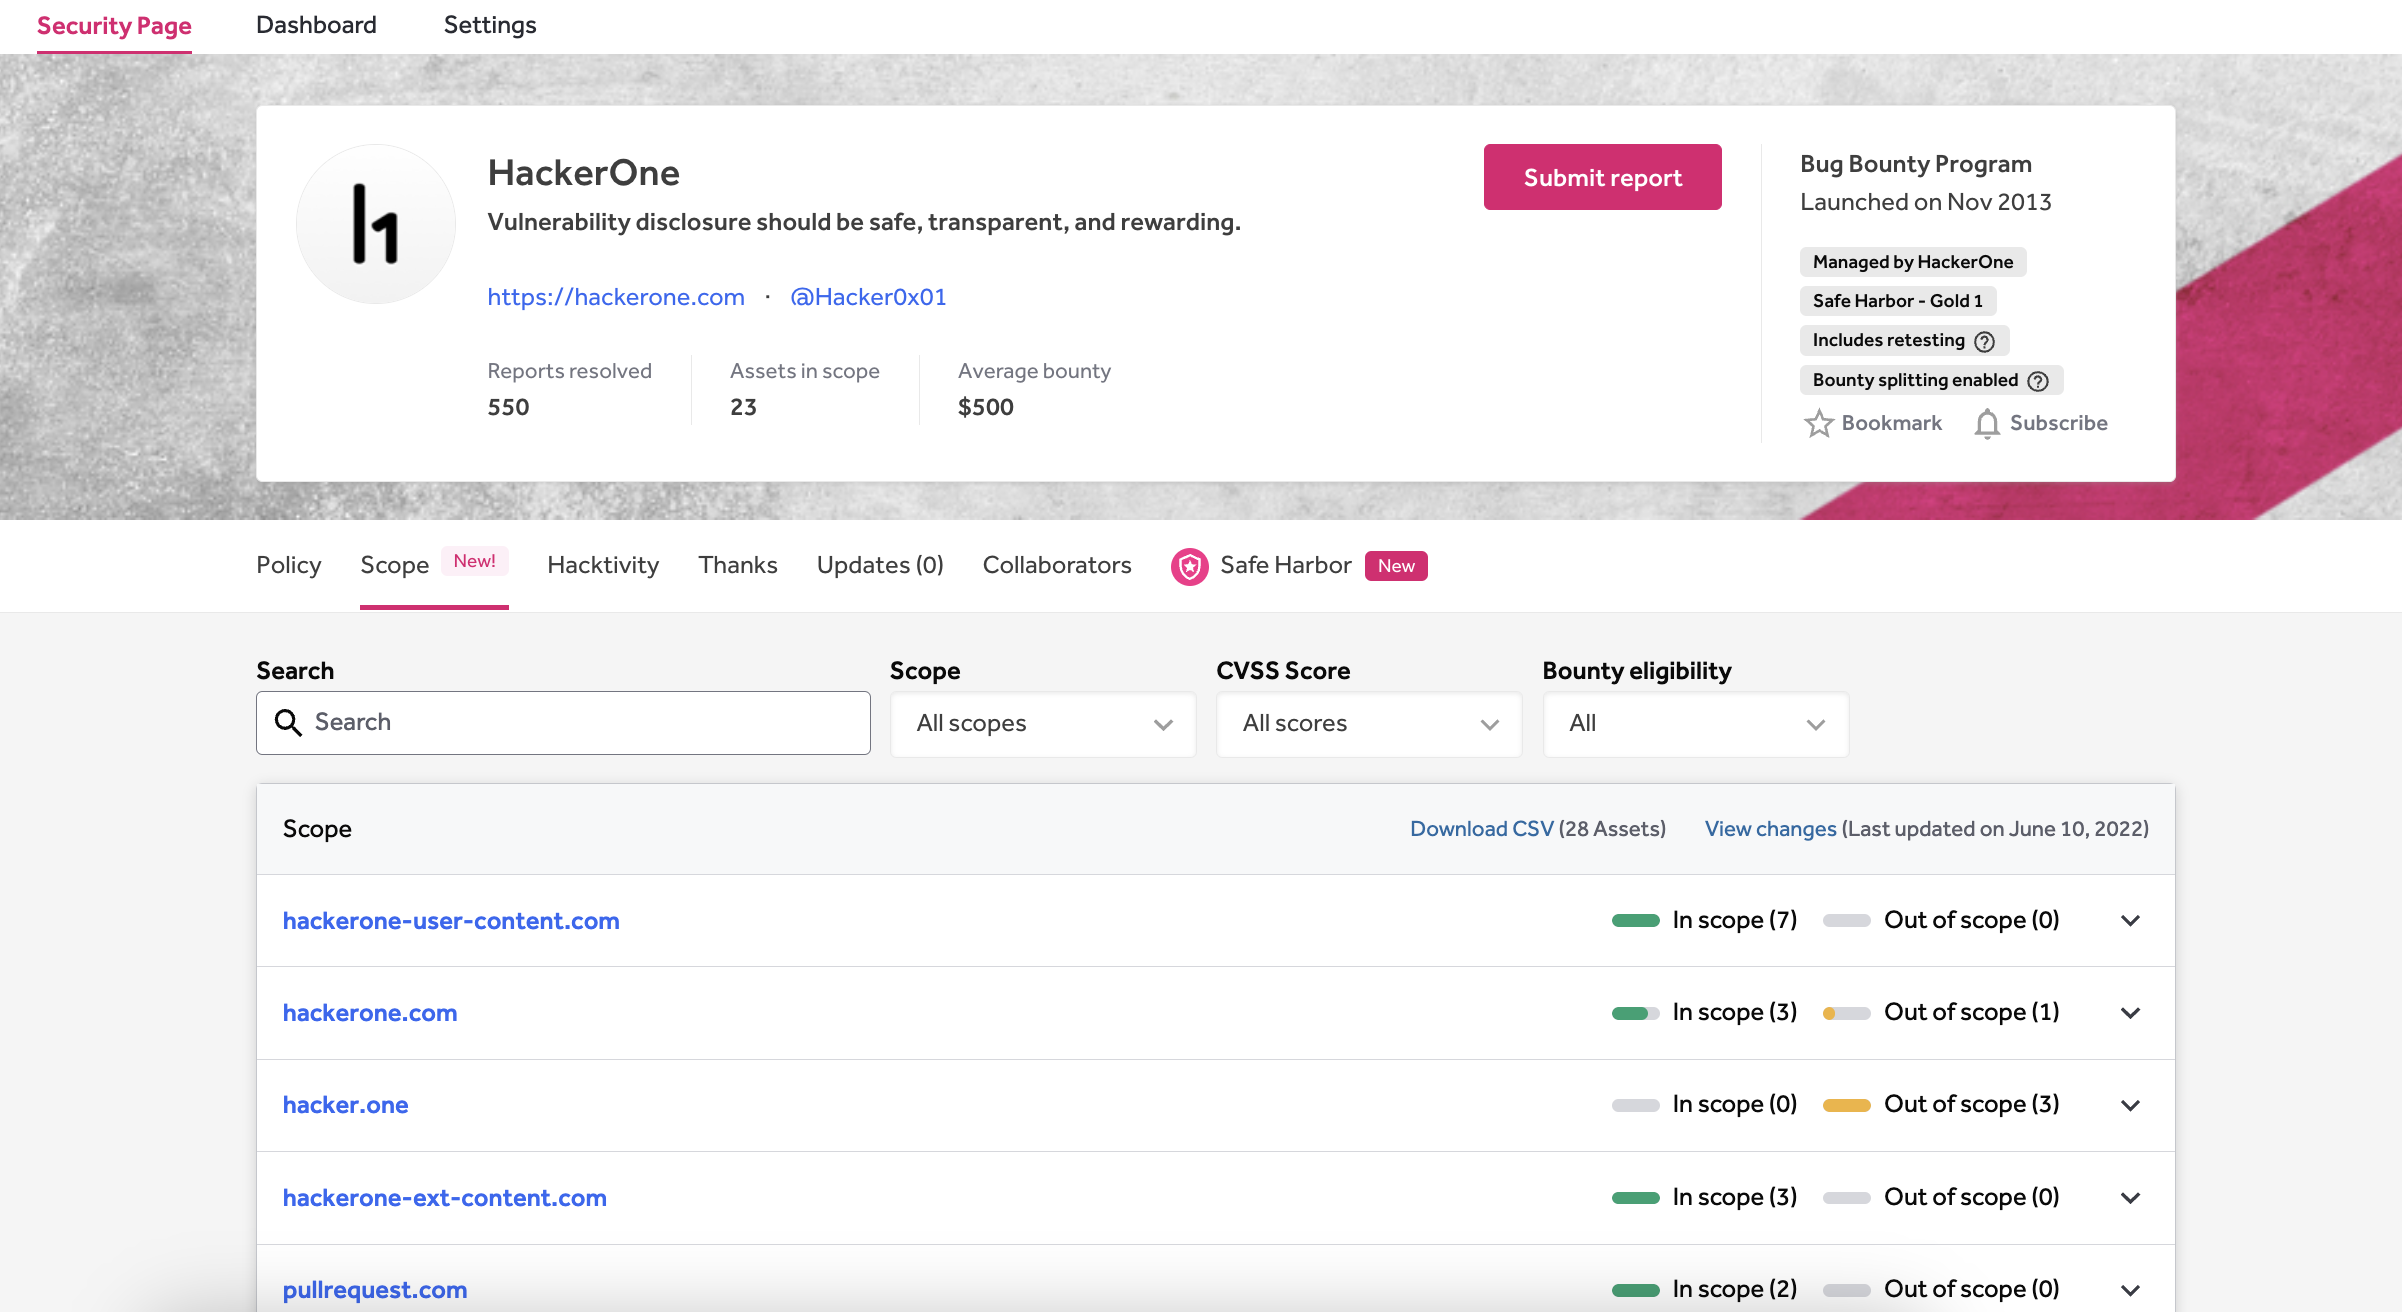 Security Page Dashboard Settings
HackerOne
Vulnerability disclosure should be safe, transparent, and rewarding.
https://hackerone.com · @Hacker0x01
Reports resolved Assets in scope Average bounty
550 23 $500
Submit report
Bug Bounty Program
Launched on Nov 2013
Managed by HackerOne
Safe Harbor - Gold 1
Includes retesting
Bounty splitting enabled
Bookmark Subscribe
Policy Scope New! Hacktivity Thanks Updates (0) Collaborators Safe Harbor New
Search Scope CVSS Score Bounty eligibility
Search All scopes All scores All
Scope Download CSV (28 Assets) View changes (Last updated on June 10, 2022)
hackerone-user-content.com In scope (7) Out of scope (0)
hackerone.com In scope (3) Out of scope (1)
hacker.one In scope (0) Out of scope (3)
hackerone-ext-content.com In scope (3) Out of scope (0)
pullrequest.com In scope (2) Out of scope (0)